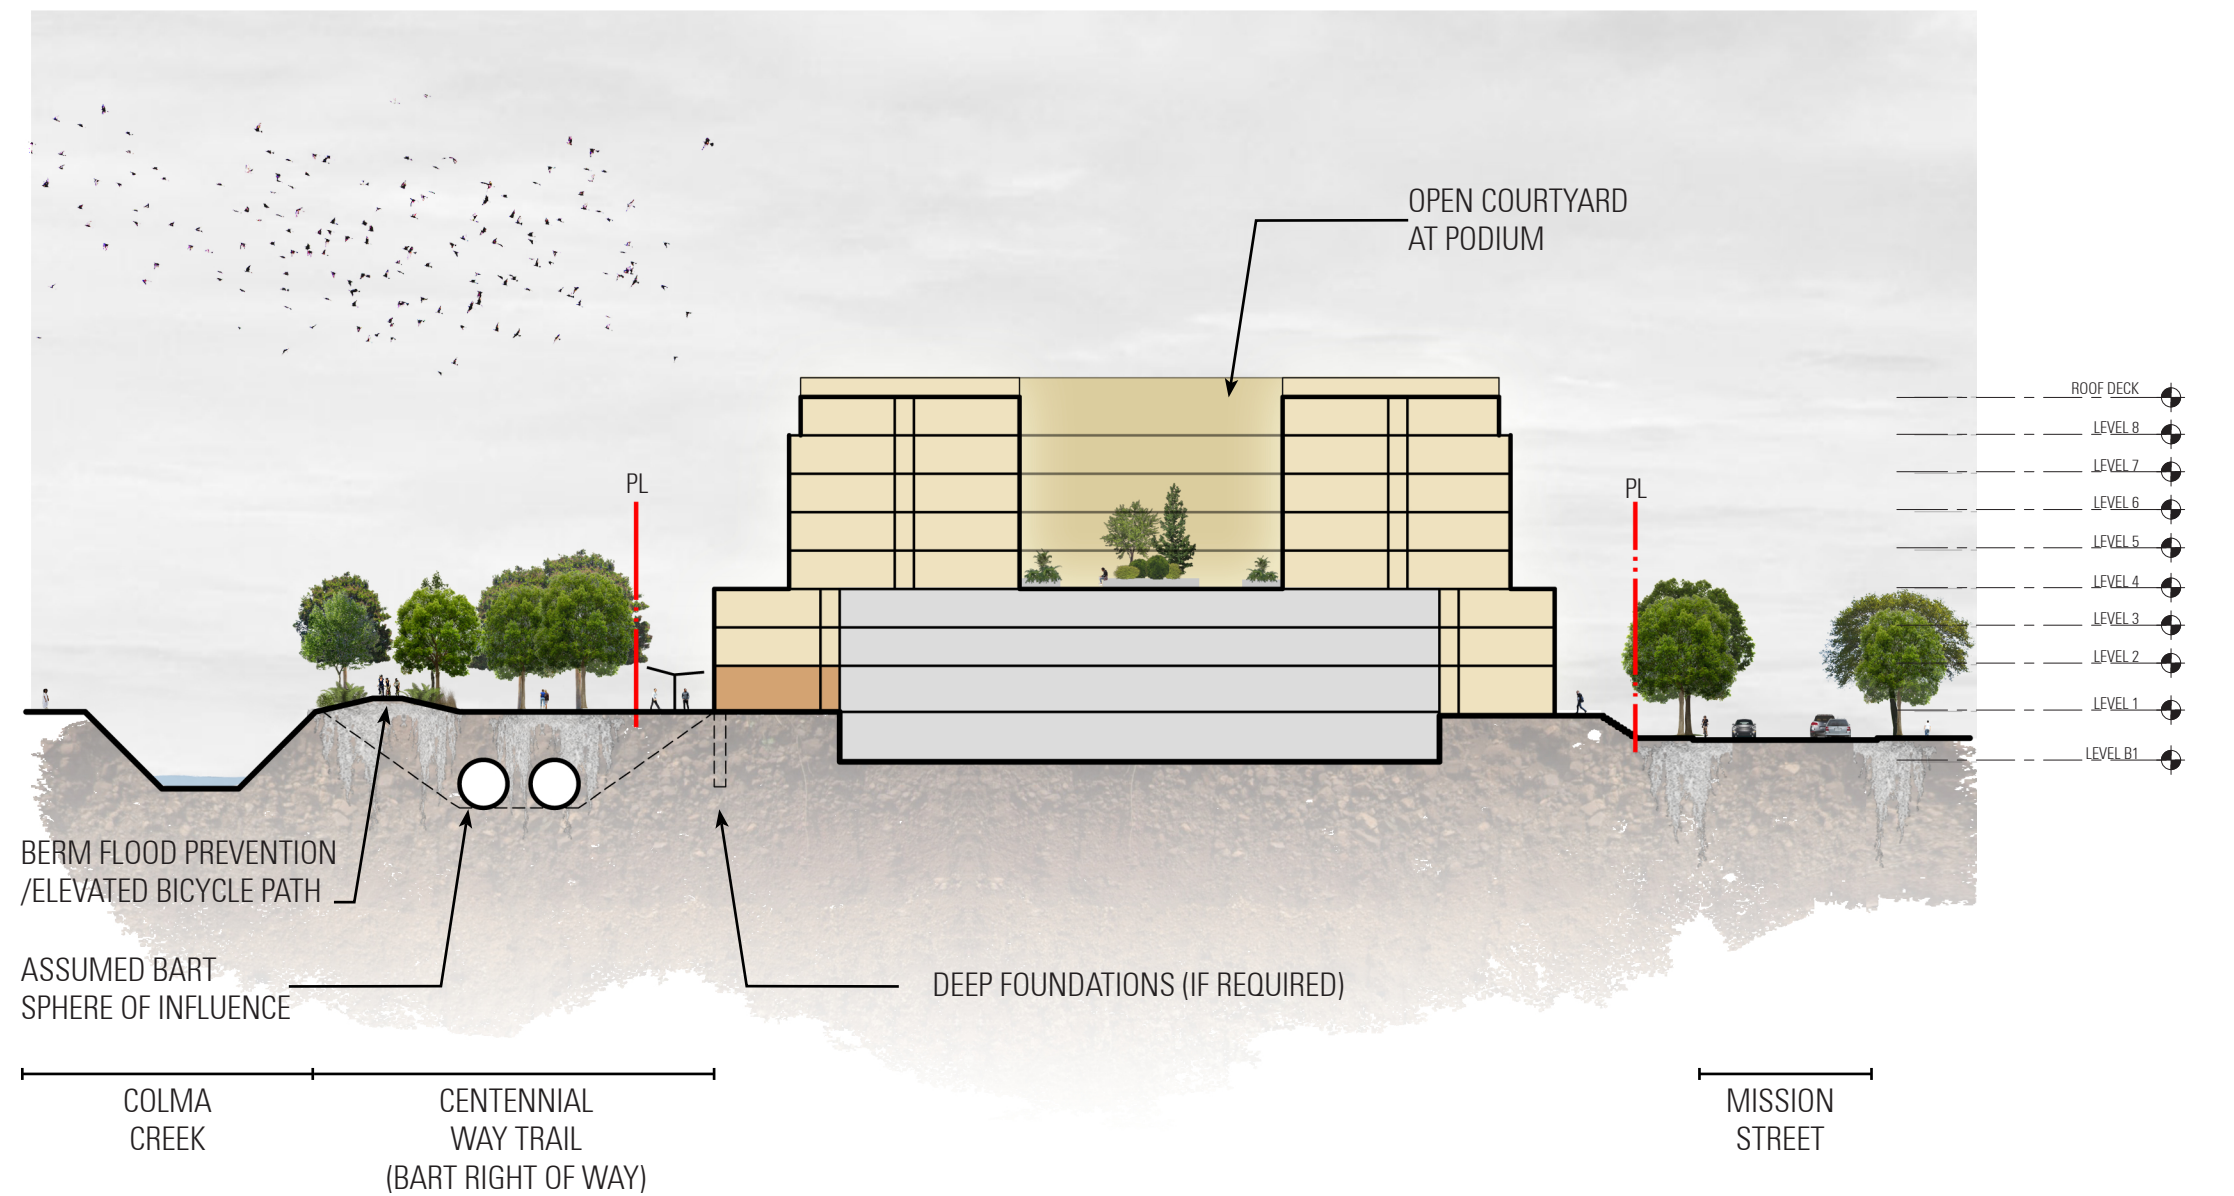 OPEN COURTYARD
AT PODIUM
ROOF DECK
LEVEL 8
LEVEL 7
PL
PL
LEVEL 6
LEVEL 5
LEVEL 4
LEVEL 3
LEVEL 2
LEVEL 1
LEVEL B1
BERM FLOOD PREVENTION
/ELEVATED BICYCLE PATH
ASSUMED BART
SPHERE OF INFLUENCE
DEEP FOUNDATIONS (IF REQUIRED)
COLMA
CREEK
CENTENNIAL
WAY TRAIL
(BART RIGHT OF WAY)
MISSION
STREET